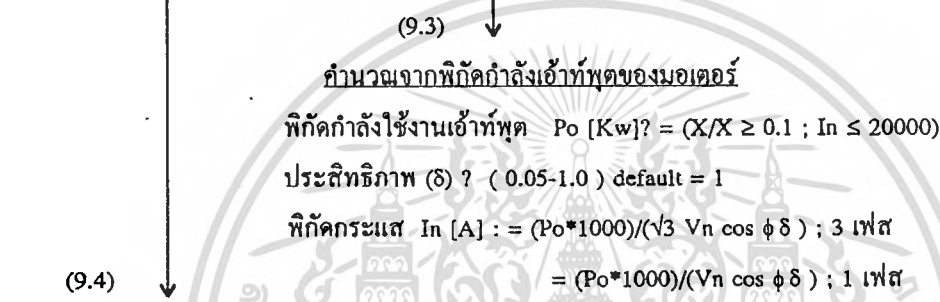 (9.3)
คำนวณจากพิกัดกำลังเอ้าท์พุตของมอเตอร์
พิกัดกำลังใช้งานเอ้าท์พุต Po [Kw]? = (X/X ≥ 0.1 ; In ≤ 20000)
ประสิทธิภาพ (δ) ? ( 0.05-1.0 ) default = 1
พิกัดกระแส In [A] : = (Po*1000)/(√3 Vn cos ϕ δ ) ; 3 เฟส
= (Po*1000)/(Vn cos ϕ δ ) ; 1 เฟส
(9.4)